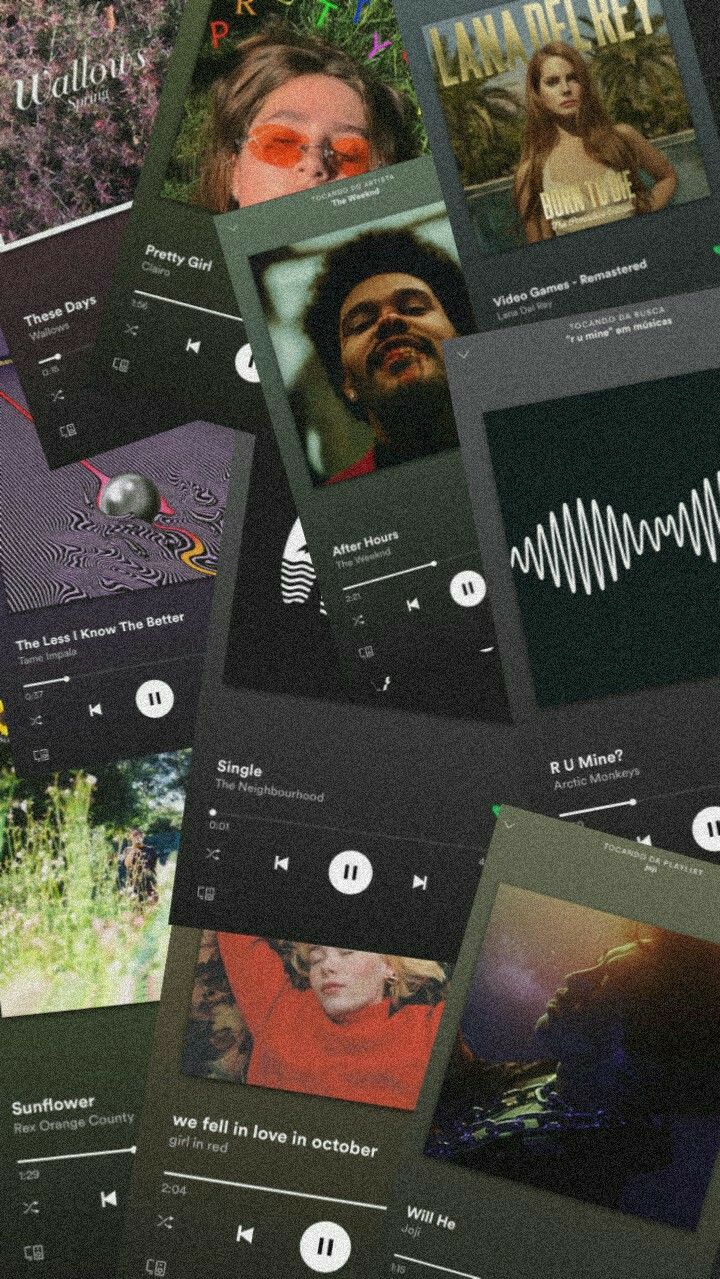 Wallows
Spring
These Days
Wallows
0:16
PRETTY
Pretty Girl
Clairo
1:56
LANA DEL REY
BORN TO DIE
Video Games - Remastered
Lana Del Rey
TOCANDO DO ARTISTA
The Weeknd
After Hours
The Weeknd
2:21
TOCANDO DA BUSCA
"r u mine" em músicas
R U Mine?
Arctic Monkeys
The Less I Know The Better
Tame Impala
0:37
Single
The Neighbourhood
0:01
Sunflower
Rex Orange County
1:29
we fell in love in october
girl in red
2:04
TOCANDO DA PLAYLIST
joji
Will He
Joji
1:15